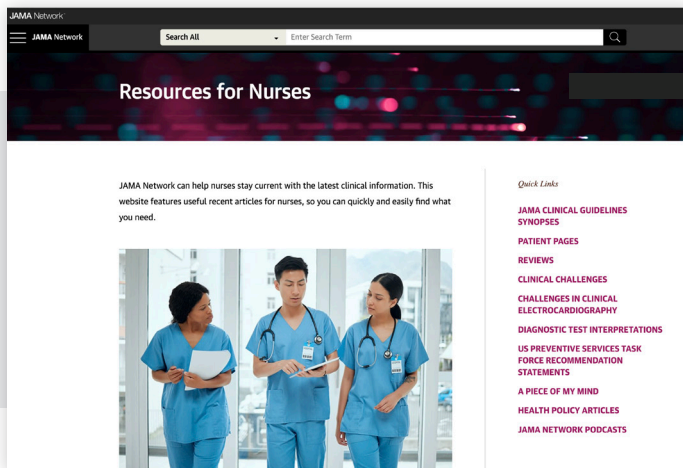 JAMA Network
JAMA Network
Search All
Enter Search Term
Resources for Nurses
JAMA Network can help nurses stay current with the latest clinical information. This
website features useful recent articles for nurses, so you can quickly and easily find what
you need.
Quick Links
JAMA CLINICAL GUIDELINES
SYNOPSES
PATIENT PAGES
REVIEWS
CLINICAL CHALLENGES
CHALLENGES IN CLINICAL
ELECTROCARDIOGRAPHY
DIAGNOSTIC TEST INTERPRETATIONS
US PREVENTIVE SERVICES TASK
FORCE RECOMMENDATION
STATEMENTS
A PIECE OF MY MIND
HEALTH POLICY ARTICLES
JAMA NETWORK PODCASTS